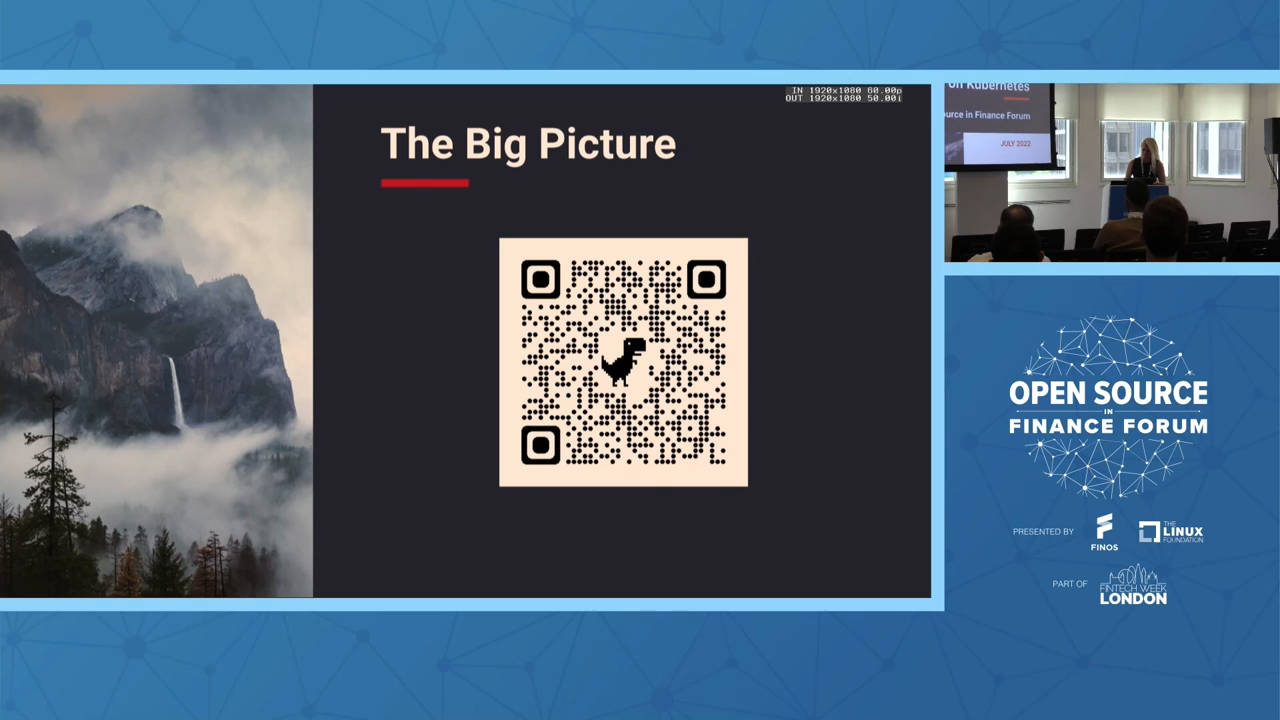 IN 1920x1080 60.00p
OUT 1920x1080 50.00i
The Big Picture
on Kubernetes
ource in Finance Forum
JULY 2022
OPEN SOURCE
IN
FINANCE FORUM
PRESENTED BY
FINOS
THE
LINUX
FOUNDATION
PART OF
FINTECH WEEK
LONDON